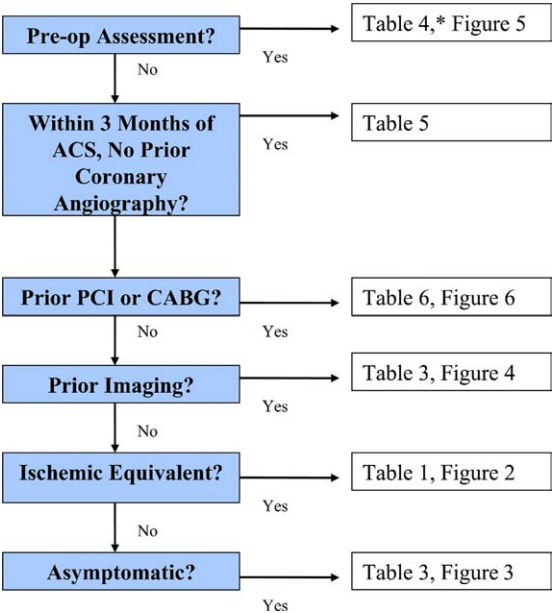 Pre-op Assessment?
Yes
Table 4,* Figure 5
No
Within 3 Months of
ACS, No Prior
Coronary
Angiography?
Yes
Table 5
Prior PCI or CABG?
Yes
Table 6, Figure 6
No
Prior Imaging?
Yes
Table 3, Figure 4
No
Ischemic Equivalent?
Yes
Table 1, Figure 2
No
Asymptomatic?
Yes
Table 3, Figure 3